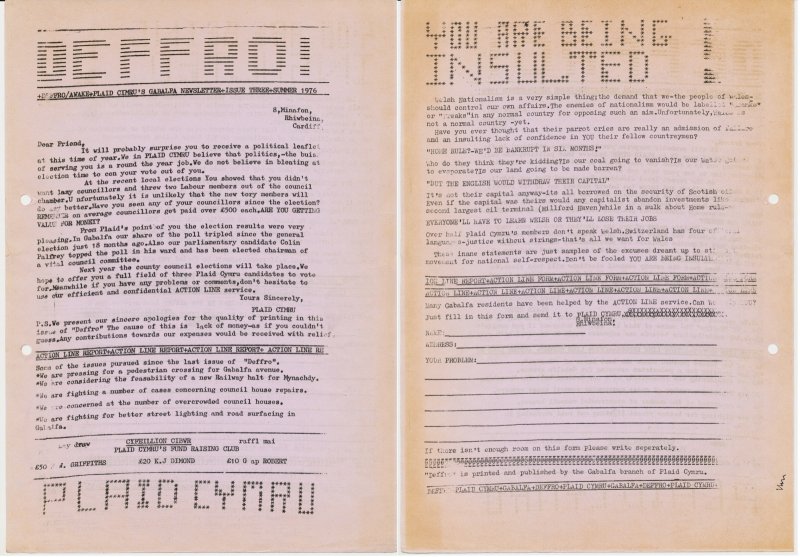 DEFFRO!
+DEFFRO/AWAKE+PLAID CYMRU'S GABALFA NEWSLETTER+ISSUE THREE+SUMMER 1976
8,Minafon,
Rhiwbeina,
Cardiff.
Dear Friend,
It will probably surprise you to receive a political leaflet
at this time of year.We in PLAID CYMRU believe that politics,-the
of serving you is a round the year job.We do not believe in bleating at
election time to con your vote out of you.
At the recent local elections You showed that you didn't
want lazy councillors and threw two Labour members out of the council
chamber.U nfortunately it is unlikely that the new tory members will
do any better.Have you seen any of your councillors since the election?
REMEMBER on average councillors get paid over £500 each.ARE YOU GETTING
VALUE FOR MONEY?
From Plaid's point of you the election results were very
pleasing.In Gabalfa our share of the poll tripled since the general
election just 18 months ago.Also our parliamentary candidate Colin
Palfrey topped the poll in his ward and has been elected chairman of
a vital council committee.
Next year the county council elections will take place.We
hope to offer you a full field of three Plaid Cymru candidates to vote
for.Meanwhile if you have any problems or comments,don't hesitate to
use our efficient and confidential ACTION LINE service.
Yours Sincerely,
PLAID CYMRU
P.S.We present our sincere apologies for the quality of printing in this
issue of "Deffro" The cause of this is lack of money-as if you couldn't
guess.Any contributions towards our expenses would be received with relief.
ACTION LINE REPORT+ACTION LINE REPORT+ACTION LINE REPORT+ ACTION LINE RE
Some of the issues pursued since the last issue of "Deffro".
*We are pressing for a pedestrian crossing for Gabalfa avenue.
*We are considering the feasability of a new Railway halt for Mynachdy.
*We are fighting a number of cases concerning council house repairs.
*We are concerned at the number of overcrowded council houses.
*We are fighting for better street lighting and road surfacing in
Gabalfa.
draw CYFEILLION CISWR raffl mai
PLAID CYMRU'S FUND RAISING CLUB
£50 A. GRIFFITHS £20 K.J DIMOND £10 G ap ROBERT
PLAID CYMRU
YOU ARE BEING
INSULTED !
Welsh Nationalism is a very simple thing;the demand that we-the people of Wales-
should control our own affairs.The enemies of nationalism would be labelled
or "freaks"in any normal country for opposing such an aim.Unfortunately,Wales is
not a normal country -yet.
Have you ever thought that their parrot cries are really an admission of failure
and an insulting lack of confidence in YOU their fellow countrymen?
"HOME RULE?-WE'D BE BANKRUPT IN SIX MONTHS!"
Who do they think they're kidding?Is our coal going to vanish?Is our Water
to evaporate?Is our land going to be made barren?
"BUT THE ENGLISH WOULD WITHDRAW THEIR CAPITAL"
It's not their capital anyway-its all borrowed on the security of Scottish oil
Even if the capital was theirs would any capitalist abandon investments like
second largest oil terminal (Milford Haven)while in a sulk about Home rule
EVERYONE'LL HAVE TO LEARN WELSH OR THEY'LL LOSE THEIR JOBS
Over half Plaid Cymru's members don't speak Welsh.Switzerland has four
languages-justice without strings-that's all we want for Wales
These inane statements are just samples of the excuses dreamt up to
movement for national self respect.Don't be fooled YOU ARE BEING
LINE REPORT+ACTION LINE FORM+ACTION LINE FORM+ACTION LINE FORM+ACTION
ACTION LINE+ACTION LINE+ACTION LINE+ACTION LINE+ACTION LINE+ACTION
Many Gabalfa residents have been helped by the ACTION LINE service.Can YOU?
Just fill in this form and send it to PLAID CYMRU,
8,Minafon,
Rhiwbeina.
NAME:
ADDRESS:
YOUR PROBLEM:
If there isn't enough room on this form Please write seperately.
"Deffro" is printed and published by the Gabalfa branch of Plaid Cymru.
DEFF PLAID CYMRU+GABALFA+DEFFRO+PLAID CYMRU+GABALFA+DEFFRO+PLAID CYMRU+